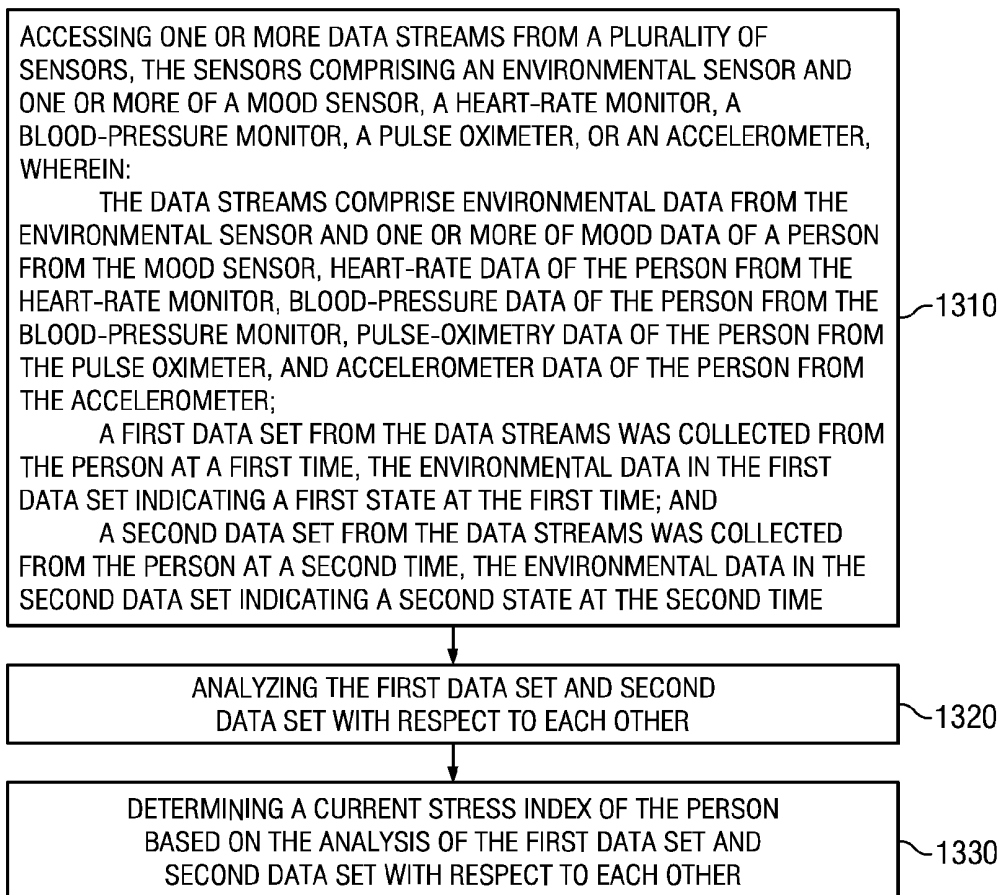 ACCESSING ONE OR MORE DATA STREAMS FROM A PLURALITY OF
SENSORS, THE SENSORS COMPRISING AN ENVIRONMENTAL SENSOR AND
ONE OR MORE OF A MOOD SENSOR, A HEART-RATE MONITOR, A
BLOOD-PRESSURE MONITOR, A PULSE OXIMETER, OR AN ACCELEROMETER,
WHEREIN:
THE DATA STREAMS COMPRISE ENVIRONMENTAL DATA FROM THE
ENVIRONMENTAL SENSOR AND ONE OR MORE OF MOOD DATA OF A PERSON
FROM THE MOOD SENSOR, HEART-RATE DATA OF THE PERSON FROM THE
HEART-RATE MONITOR, BLOOD-PRESSURE DATA OF THE PERSON FROM THE
BLOOD-PRESSURE MONITOR, PULSE-OXIMETRY DATA OF THE PERSON FROM
THE PULSE OXIMETER, AND ACCELEROMETER DATA OF THE PERSON FROM
THE ACCELEROMETER;
A FIRST DATA SET FROM THE DATA STREAMS WAS COLLECTED FROM
THE PERSON AT A FIRST TIME, THE ENVIRONMENTAL DATA IN THE FIRST
DATA SET INDICATING A FIRST STATE AT THE FIRST TIME; AND
A SECOND DATA SET FROM THE DATA STREAMS WAS COLLECTED
FROM THE PERSON AT A SECOND TIME, THE ENVIRONMENTAL DATA IN THE
SECOND DATA SET INDICATING A SECOND STATE AT THE SECOND TIME
1310
ANALYZING THE FIRST DATA SET AND SECOND
DATA SET WITH RESPECT TO EACH OTHER
1320
DETERMINING A CURRENT STRESS INDEX OF THE PERSON
BASED ON THE ANALYSIS OF THE FIRST DATA SET AND
SECOND DATA SET WITH RESPECT TO EACH OTHER
1330